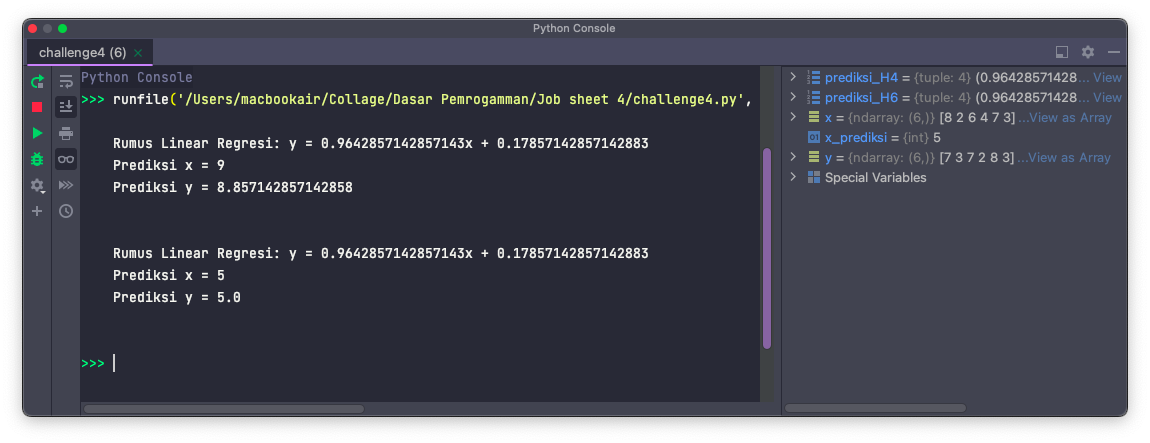 Python Console
challenge4 (6)
Python Console
>>> runfile('/Users/macbookair/Collage/Dasar Pemrogamman/Job sheet 4/challenge4.py',
Rumus Linear Regresi: y = 0.9642857142857143x + 0.17857142857142883
Prediksi x = 9
Prediksi y = 8.857142857142858
Rumus Linear Regresi: y = 0.9642857142857143x + 0.17857142857142883
Prediksi x = 5
Prediksi y = 5.0
>>>
prediksi_H4 = {tuple: 4} (0.96428571428... View
prediksi_H6 = {tuple: 4} (0.96428571428... View
x = {ndarray: (6,)} [8 2 6 4 7 3] ...View as Array
01 x_prediksi = {int} 5
y = {ndarray: (6,)} [7 3 7 2 8 3] ...View as Array
Special Variables